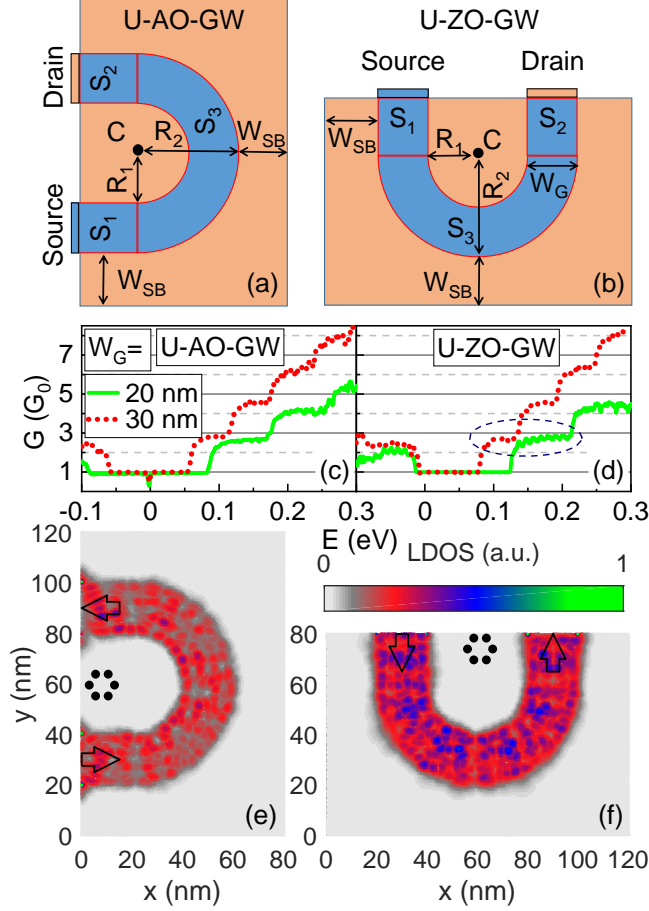 U-AO-GW
U-ZO-GW
Drain
S2
S3
C
R2
WSB
R1
Source
S1
WSB
(a)
Source
Drain
S1
S2
WSB
R1
C
R2
WG
S3
WSB
(b)
WG=
U-AO-GW
20 nm
30 nm
(c)
U-ZO-GW
(d)
G (G0)
7
5
3
1
-0.1 0 0.1 0.2 0.3
0 0.1 0.2 0.3
E (eV)
LDOS (a.u.)
0 1
y (nm)
100
80
60
40
20
0
0 20 40 60 80
x (nm)
(e)
80
60
40
20
0
0 20 40 60 80 100 120
x (nm)
(f)